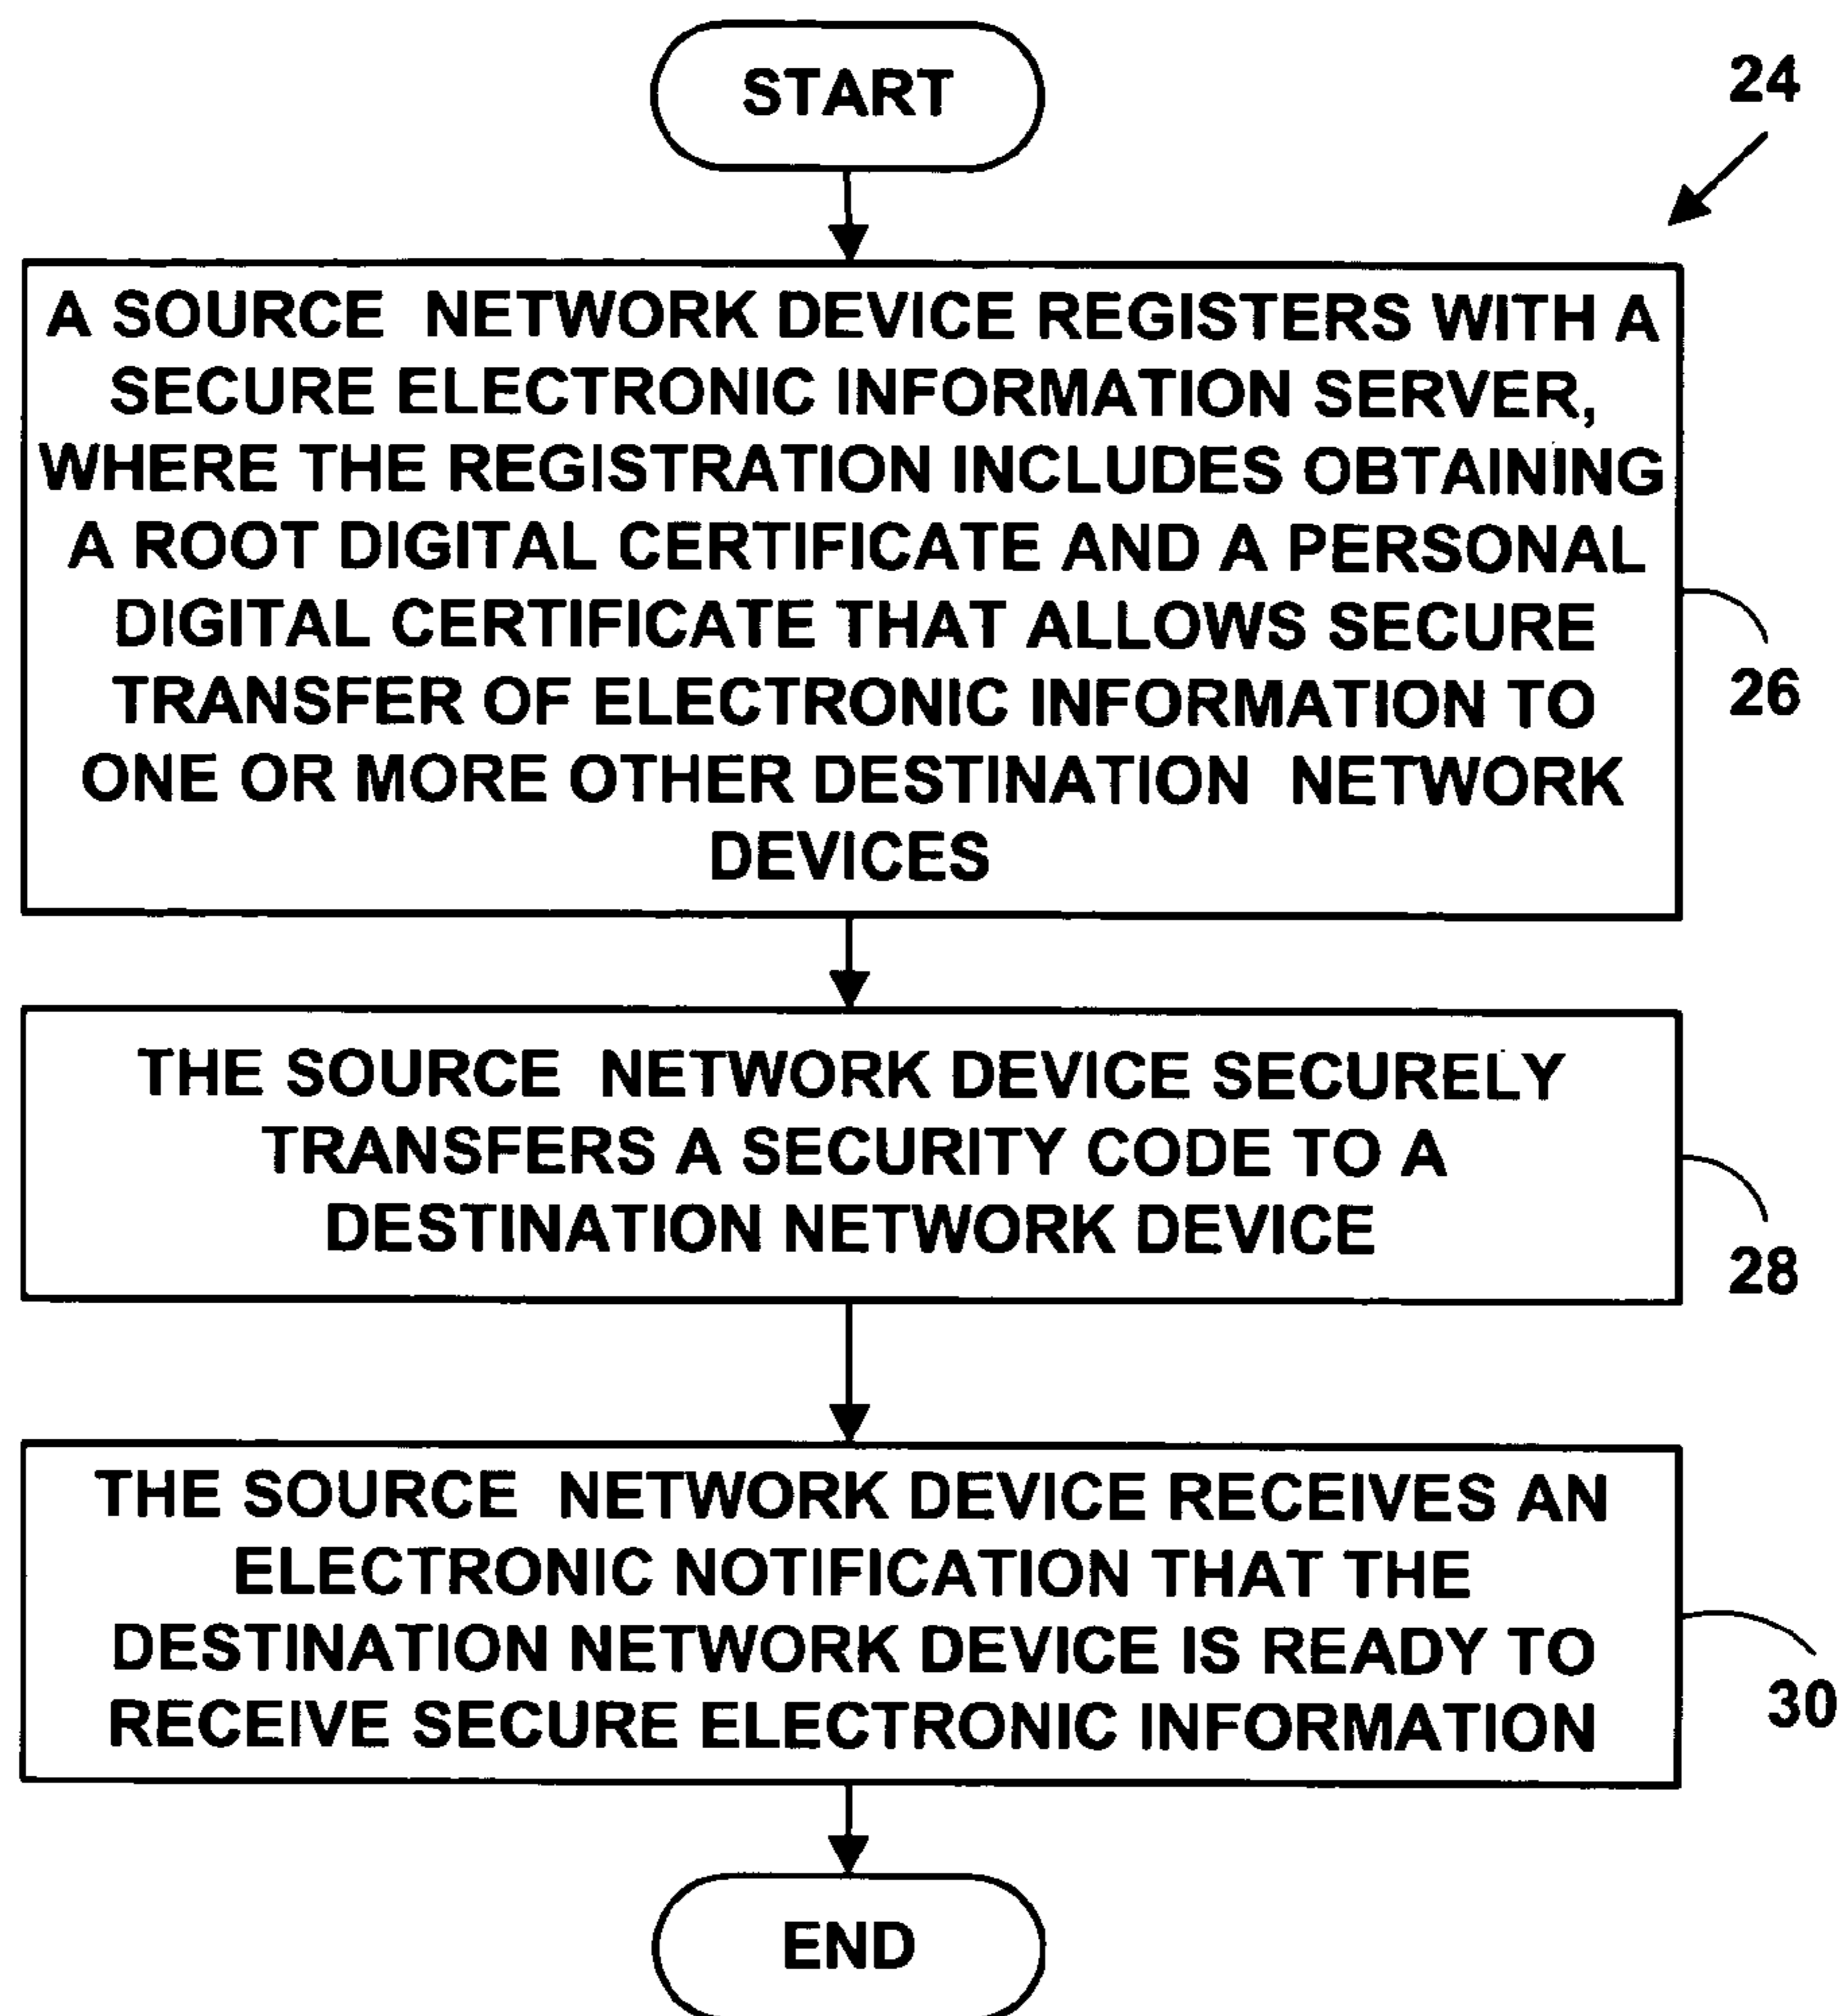 START
24
A SOURCE NETWORK DEVICE REGISTERS WITH A
SECURE ELECTRONIC INFORMATION SERVER,
WHERE THE REGISTRATION INCLUDES OBTAINING
A ROOT DIGITAL CERTIFICATE AND A PERSONAL
DIGITAL CERTIFICATE THAT ALLOWS SECURE
TRANSFER OF ELECTRONIC INFORMATION TO
ONE OR MORE OTHER DESTINATION NETWORK
DEVICES
26
THE SOURCE NETWORK DEVICE SECURELY
TRANSFERS A SECURITY CODE TO A
DESTINATION NETWORK DEVICE
28
THE SOURCE NETWORK DEVICE RECEIVES AN
ELECTRONIC NOTIFICATION THAT THE
DESTINATION NETWORK DEVICE IS READY TO
RECEIVE SECURE ELECTRONIC INFORMATION
30
END